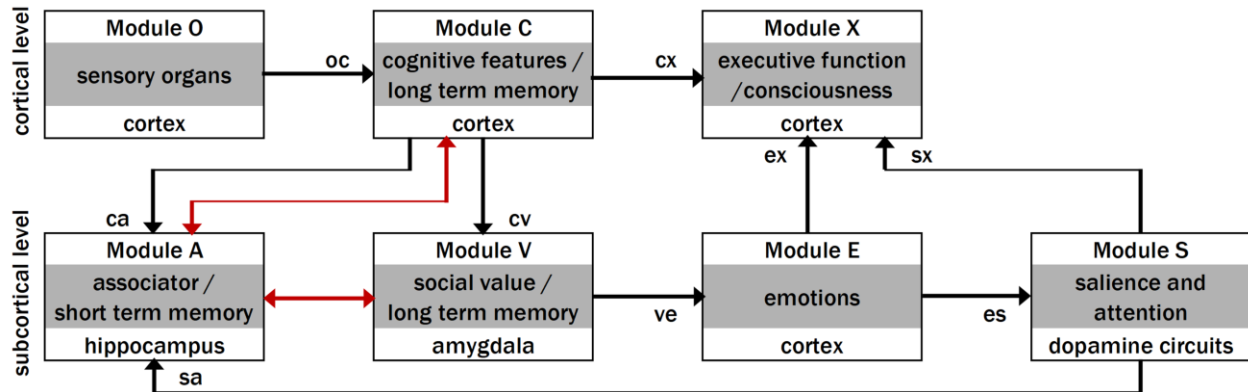 cortical level
Module O
sensory organs
cortex
oc
Module C
cognitive features /
long term memory
cortex
cx
Module X
executive function
/consciousness
cortex
ca
cv
ex
sx
subcortical level
Module A
associator /
short term memory
hippocampus
Module V
social value /
long term memory
amygdala
ve
Module E
emotions
cortex
es
Module S
salience and
attention
dopamine circuits
sa